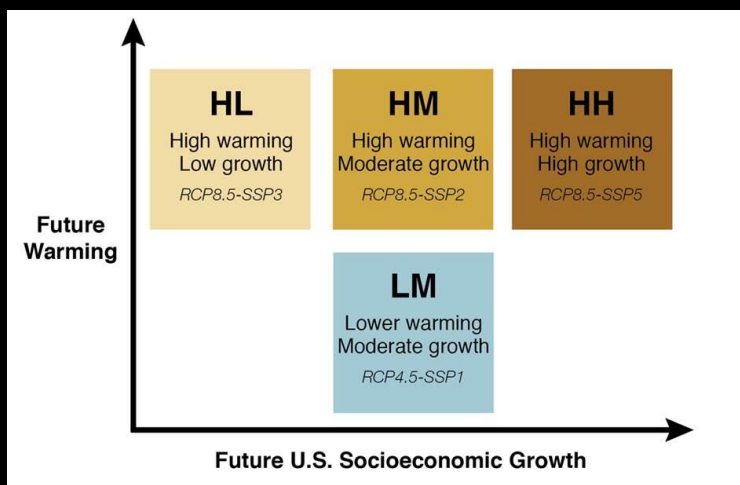 HL
High warming
Low growth
RCP8.5-SSP3
HM
High warming
Moderate growth
RCP8.5-SSP2
HH
High warming
High growth
RCP8.5-SSP5
Future
Warming
LM
Lower warming
Moderate growth
RCP4.5-SSP1
Future U.S. Socioeconomic Growth